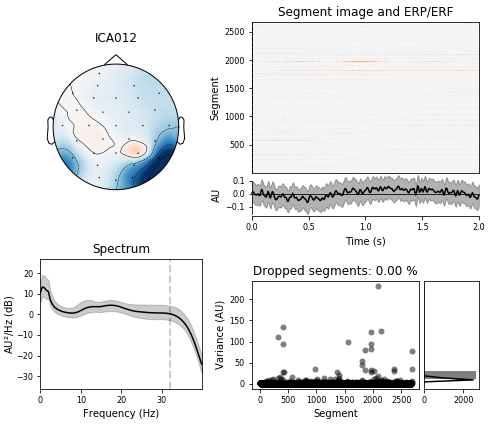 ICA012
Segment image and ERP/ERF
2500
2000
1500
1000
500
Segment
0.1
0.0
−0.1
AU
0.0 0.5 1.0 1.5 2.0
Time (s)
Spectrum
20
10
0
−10
−20
−30
AU²/Hz (dB)
0 10 20 30
Frequency (Hz)
Dropped segments: 0.00 %
200
150
100
50
0
Variance (AU)
0 500 1000 1500 2000 2500
Segment
0 2000